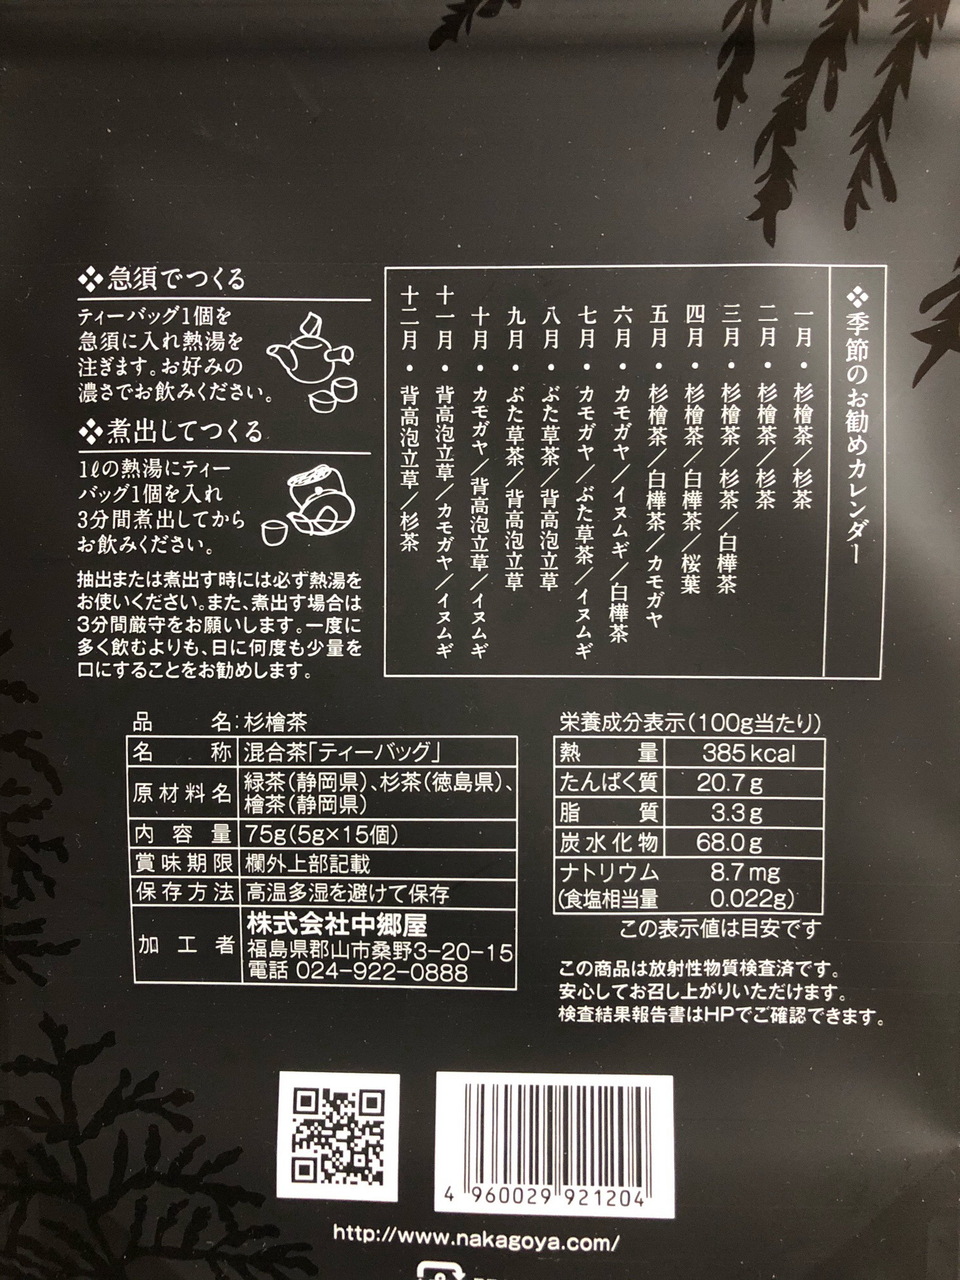 ❖急須でつくる
ティーバッグ1個を
急須に入れ熱湯を
注ぎます。お好みの
濃さでお飲みください。
❖煮出してつくる
1ℓの熱湯にティー
バッグ1個を入れ
3分間煮出してから
お飲みください。
抽出または煮出す時には必ず熱湯を
お使いください。また、煮出す場合は
3分間厳守をお願いします。一度に
多く飲むよりも、日に何度も少量を
口にすることをお勧めします。
❖季節のお勧めカレンダー
一月・杉檜茶／杉茶
二月・杉檜茶／杉茶
三月・杉檜茶／杉茶／白樺茶
四月・杉檜茶／白樺茶／桜葉
五月・杉檜茶／白樺茶／カモガヤ
六月・カモガヤ／イヌムギ／白樺茶
七月・カモガヤ／ぶた草茶／イヌムギ
八月・ぶた草茶／背高泡立草
九月・ぶた草茶／背高泡立草
十月・カモガヤ／背高泡立草／イヌムギ
十一月・背高泡立草／カモガヤ／イヌムギ
十二月・背高泡立草／杉茶
品名：杉檜茶
名称 混合茶「ティーバッグ」
原材料名 緑茶（静岡県）、杉茶（徳島県）、
檜茶（静岡県）
内容量 75g（5g×15個）
賞味期限 欄外上部記載
保存方法 高温多湿を避けて保存
加工者 株式会社中郷屋
福島県郡山市桑野3-20-15
電話 024-922-0888
栄養成分表示（100g当たり）
熱量 385kcal
たんぱく質 20.7g
脂質 3.3g
炭水化物 68.0g
ナトリウム 8.7mg
（食塩相当量 0.022g）
この表示値は目安です
この商品は放射性物質検査済です。
安心してお召し上がりいただけます。
検査結果報告書はHPでご確認できます。
4 960029 921204
http://www.nakagoya.com/